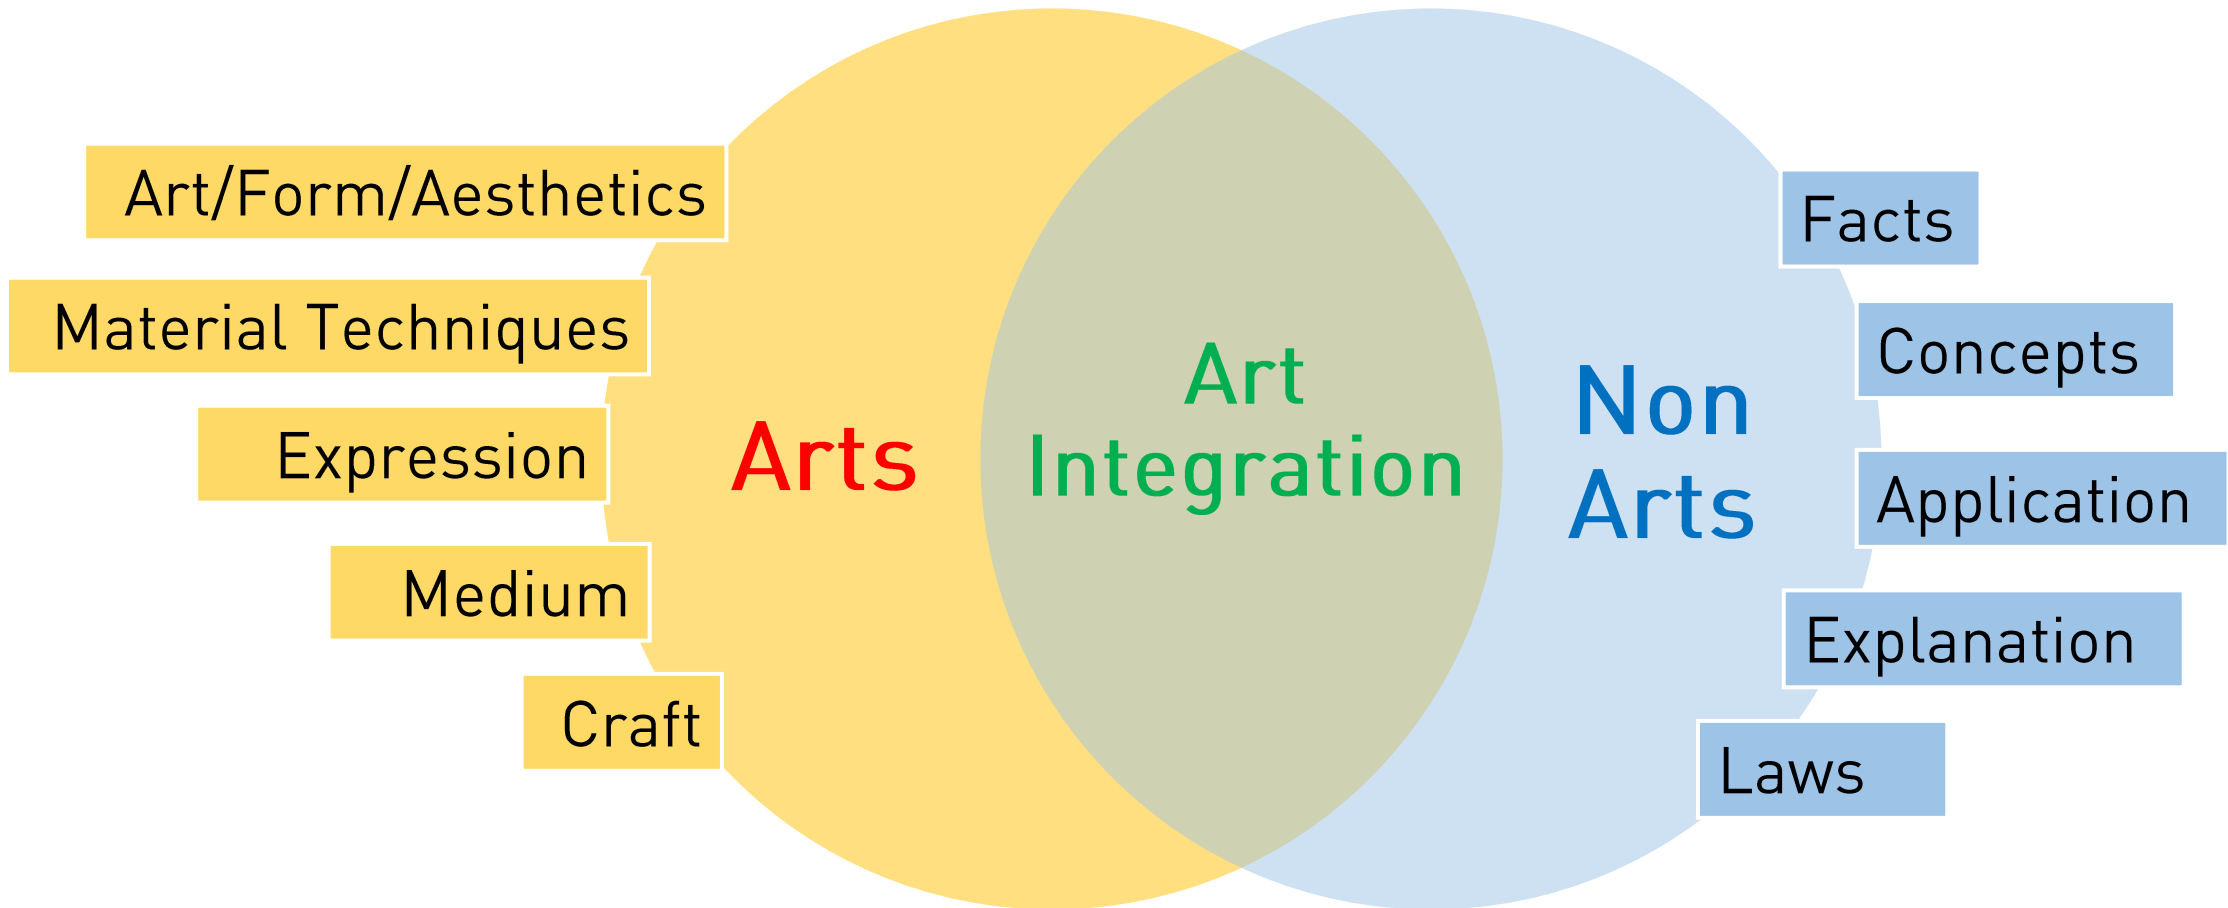 Art/Form/Aesthetics
Material Techniques
Expression
Medium
Craft
Arts
Art
Integration
Non
Arts
Facts
Concepts
Application
Explanation
Laws